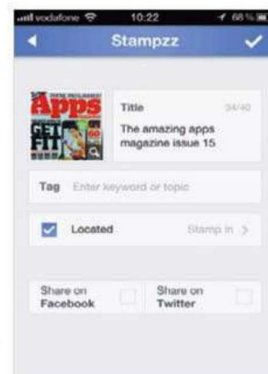 vodafone 10:22 68%
Stampzz
Apps
GET
FIT
Title 34/40
The amazing apps
magazine issue 15
Tag Enter keyword or topic
Located Stamp in >
Share on
Facebook
Share on
Twitter